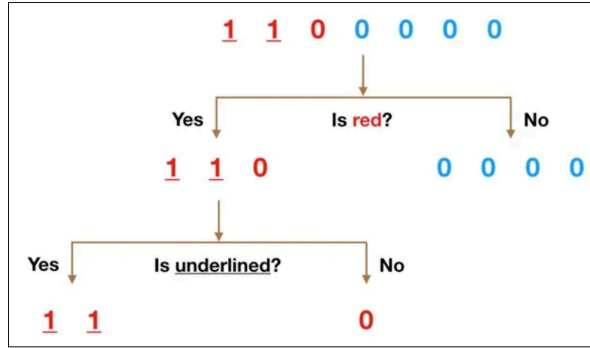 1 1 0 0 0 0 0
Yes Is red? No
1 1 0 0 0 0 0
Yes Is underlined? No
1 1 0